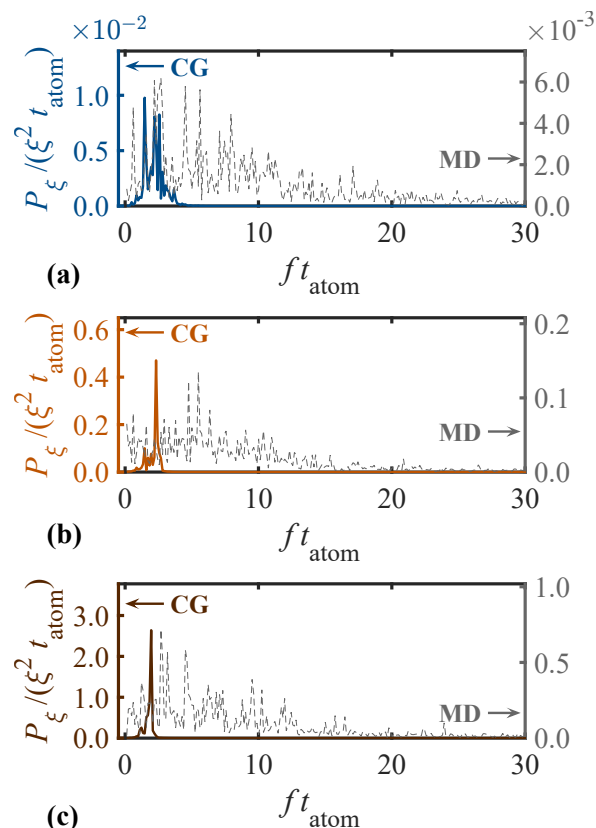 ×10⁻² ×10⁻³
P_ξ /(ξ² t_atom)
1.0
0.5
0.0
CG
MD
6.0
4.0
2.0
0.0
0 10 20 30
f t_atom
(a)
P_ξ /(ξ² t_atom)
0.6
0.4
0.2
0.0
CG
MD
0.2
0.1
0.0
0 10 20 30
f t_atom
(b)
P_ξ /(ξ² t_atom)
3.0
2.0
1.0
0.0
CG
MD
1.0
0.5
0.0
0 10 20 30
f t_atom
(c)